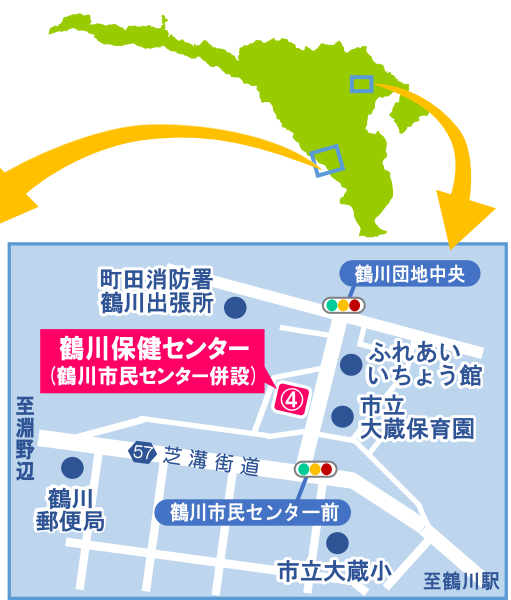 鶴川団地中央
町田消防署
鶴川出張所
鶴川保健センター
(鶴川市民センター併設)
④
ふれあい
いちょう館
市立
大蔵保育園
至淵野辺
57 芝溝街道
鶴川
郵便局
鶴川市民センター前
市立大蔵小
至鶴川駅